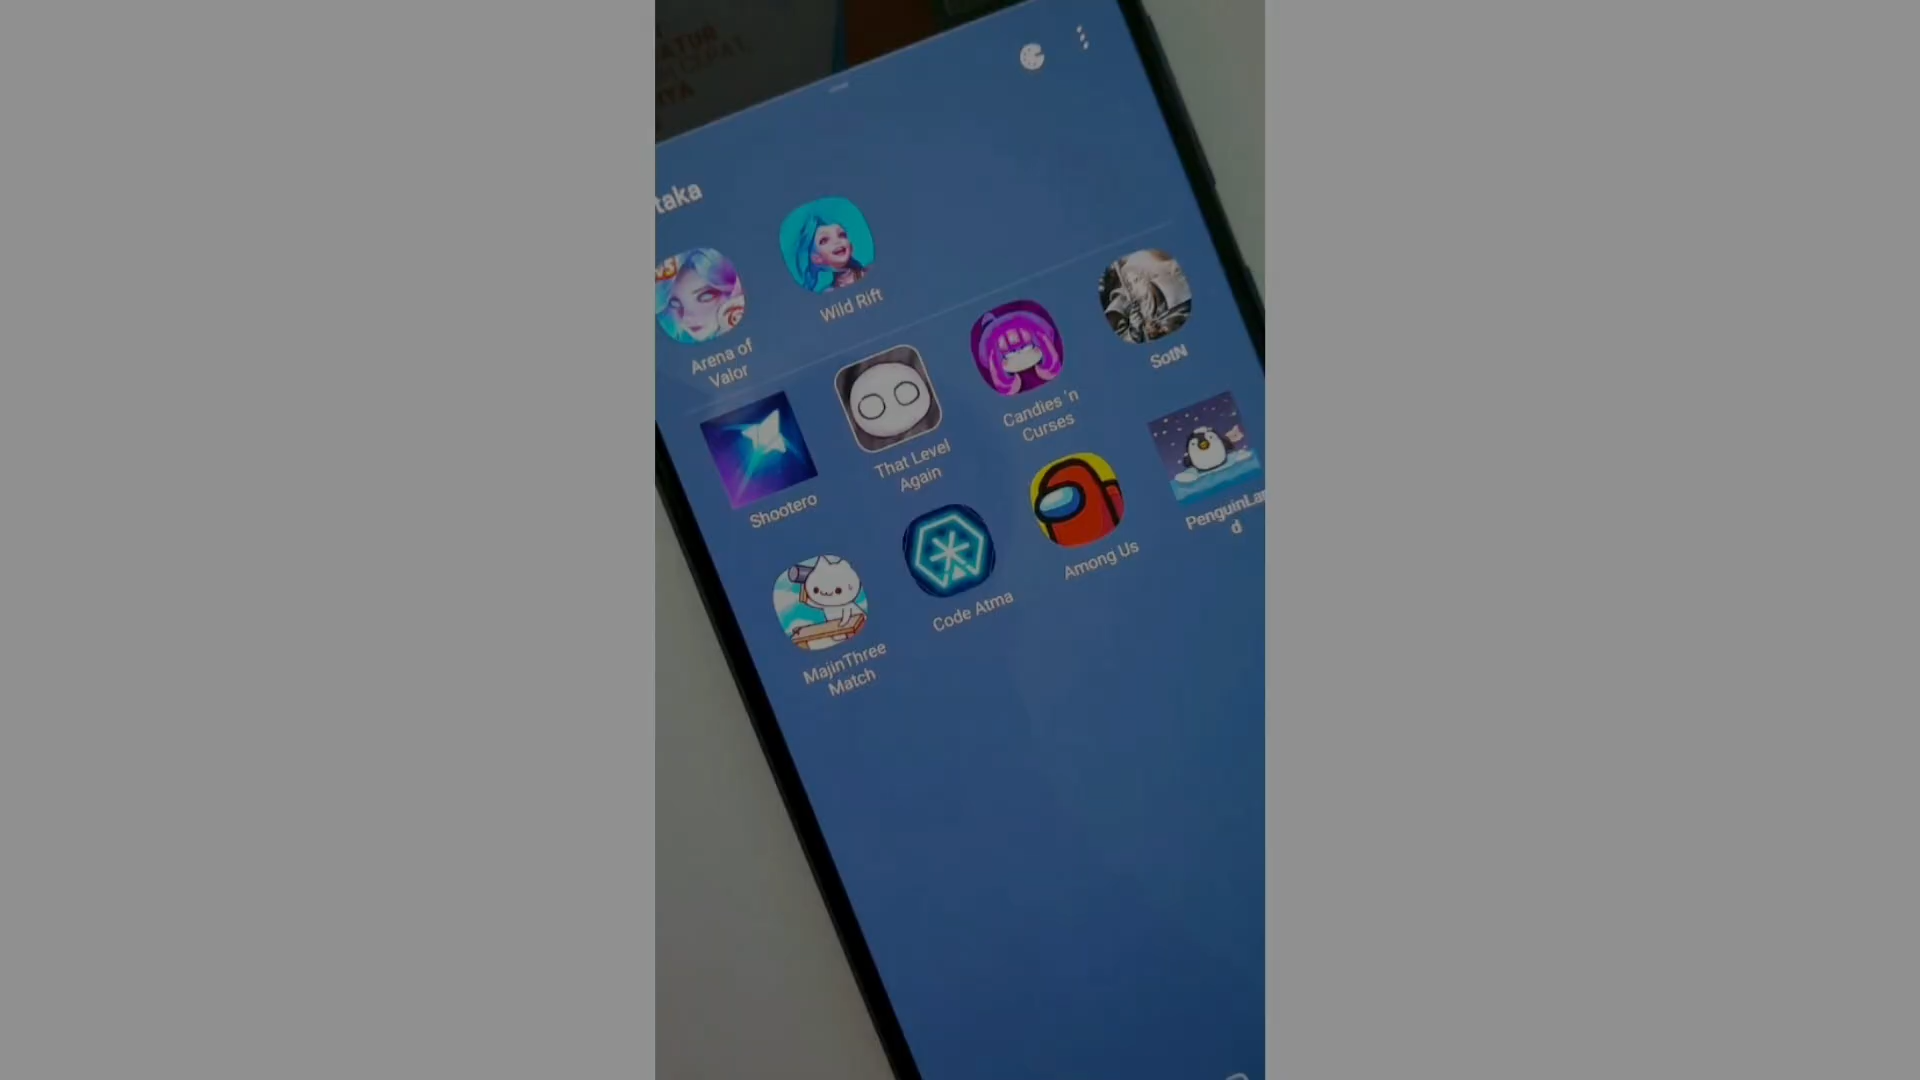 taka
Arena of
Valor
Wild Rift
Shootero
That Level
Again
Candies 'n
Curses
SotN
MajinThree
Match
Code Atma
Among Us
PenguinLan
d